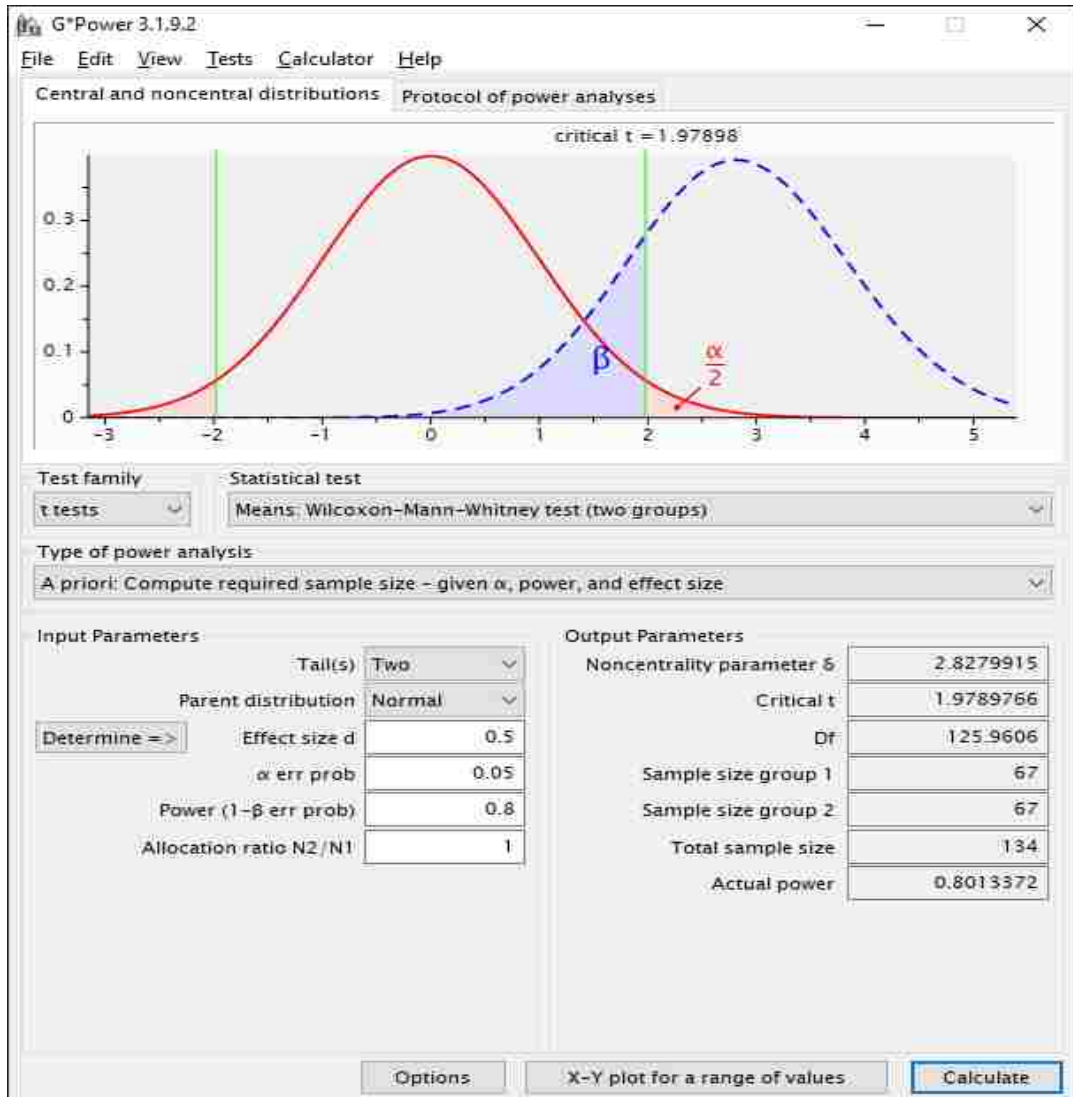 G*Power 3.1.9.2
File Edit View Tests Calculator Help
Central and noncentral distributions Protocol of power analyses
critical t = 1.97898
0.3
0.2
0.1
0
β
α
2
-3 -2 -1 0 1 2 3 4 5
Test family Statistical test
t tests Means: Wilcoxon-Mann-Whitney test (two groups)
Type of power analysis
A priori: Compute required sample size - given α, power, and effect size
Input Parameters
Tail(s) Two
Parent distribution Normal
Determine => Effect size d 0.5
α err prob 0.05
Power (1-β err prob) 0.8
Allocation ratio N2/N1 1
Output Parameters
Noncentrality parameter δ 2.8279915
Critical t 1.9789766
Df 125.9606
Sample size group 1 67
Sample size group 2 67
Total sample size 134
Actual power 0.8013372
Options X-Y plot for a range of values Calculate